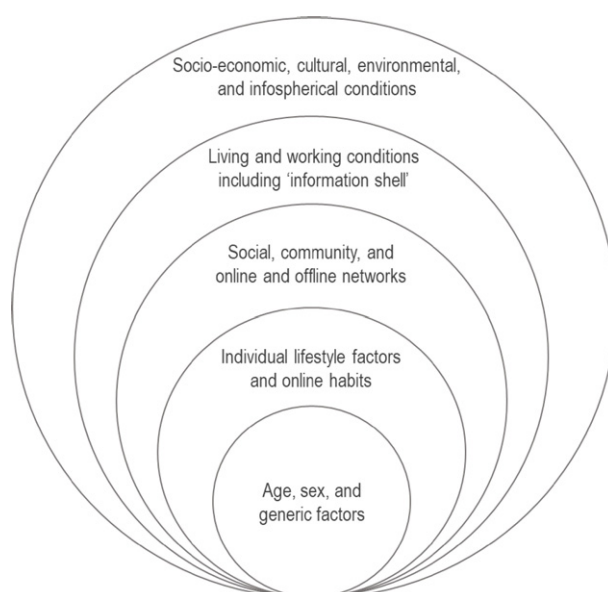 Socio-economic, cultural, environmental,
and infospherical conditions
Living and working conditions
including ‘information shell’
Social, community, and
online and offline networks
Individual lifestyle factors
and online habits
Age, sex, and
generic factors